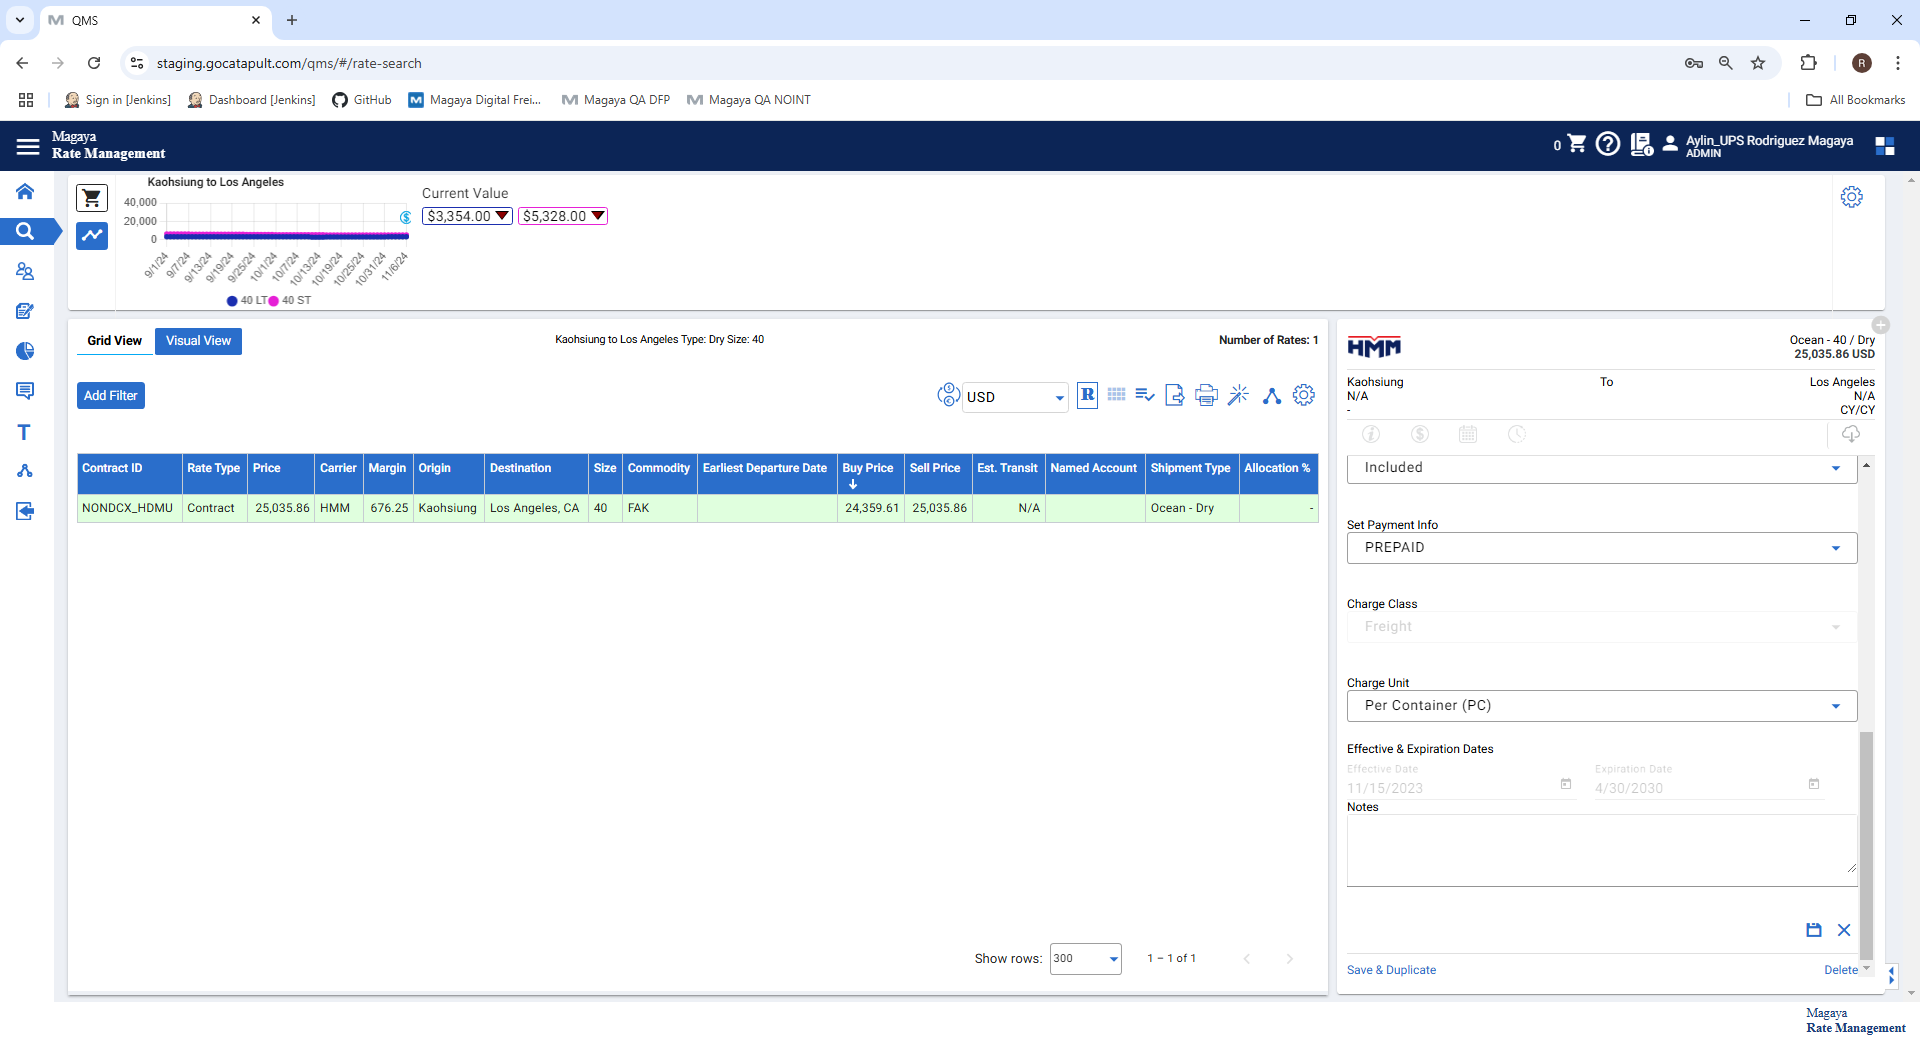 QMS
staging.gocatapult.com/qms/#/rate-search
R
Sign in [Jenkins]
Dashboard [Jenkins]
GitHub
Magaya Digital Frei...
Magaya QA DFP
Magaya QA NOINT
All Bookmarks
Magaya
Rate Management
0
Aylin_UPS Rodriguez Magaya
ADMIN
Kaohsiung to Los Angeles
40,000
20,000
0
9/1/24
9/7/24
9/13/24
9/19/24
9/25/24
10/1/24
10/7/24
10/13/24
10/19/24
10/25/24
10/31/24
11/6/24
40 LT
40 ST
Current Value
$3,354.00
$5,328.00
Grid View
Visual View
Kaohsiung to Los Angeles Type: Dry Size: 40
Number of Rates: 1
Add Filter
USD
R
Contract ID Rate Type Price Carrier Margin Origin Destination Size Commodity Earliest Departure Date Buy Price Sell Price Est. Transit Named Account Shipment Type Allocation %
NONDCX_HDMU Contract 25,035.86 HMM 676.25 Kaohsiung Los Angeles, CA 40 FAK 24,359.61 25,035.86 N/A Ocean - Dry -
Show rows:
300
1 – 1 of 1
HMM
Ocean - 40 / Dry
25,035.86 USD
Kaohsiung To Los Angeles
N/A N/A
- CY/CY
Included
Set Payment Info
PREPAID
Charge Class
Freight
Charge Unit
Per Container (PC)
Effective & Expiration Dates
Effective Date
11/15/2023
Expiration Date
4/30/2030
Notes
Save & Duplicate
Delete
Magaya
Rate Management
T